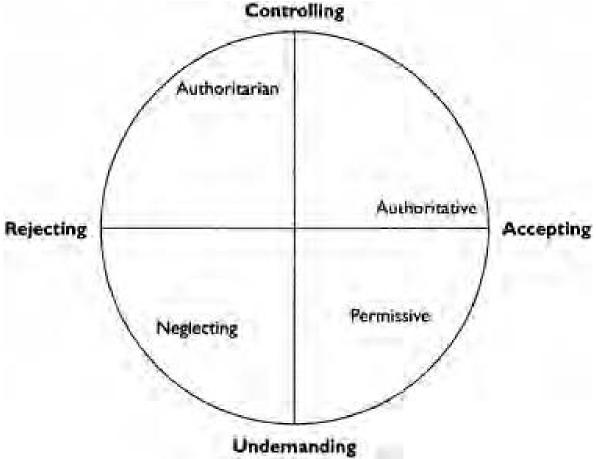 Controlling
Authoritarian
Authoritative
Rejecting
Accepting
Permissive
Neglecting
Undemanding